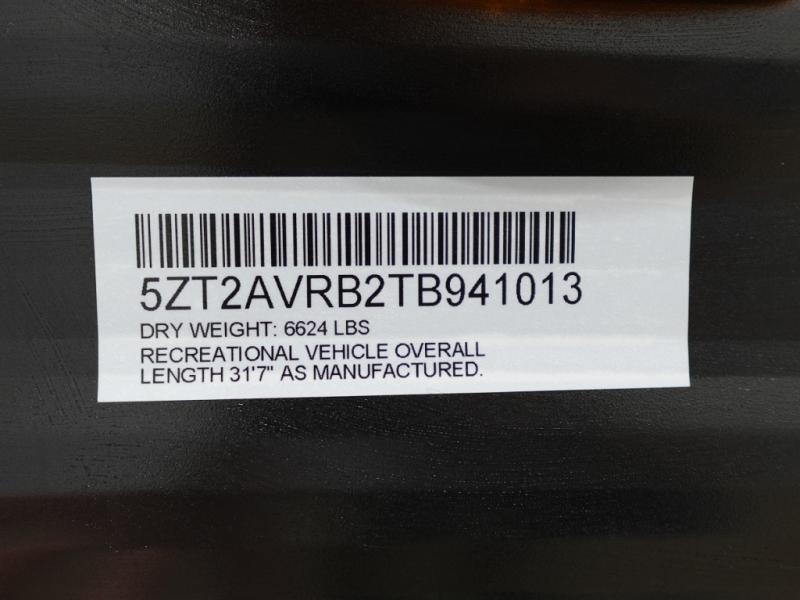 5ZT2AVRB2TB941013
DRY WEIGHT: 6624 LBS
RECREATIONAL VEHICLE OVERALL
LENGTH 31'7" AS MANUFACTURED.